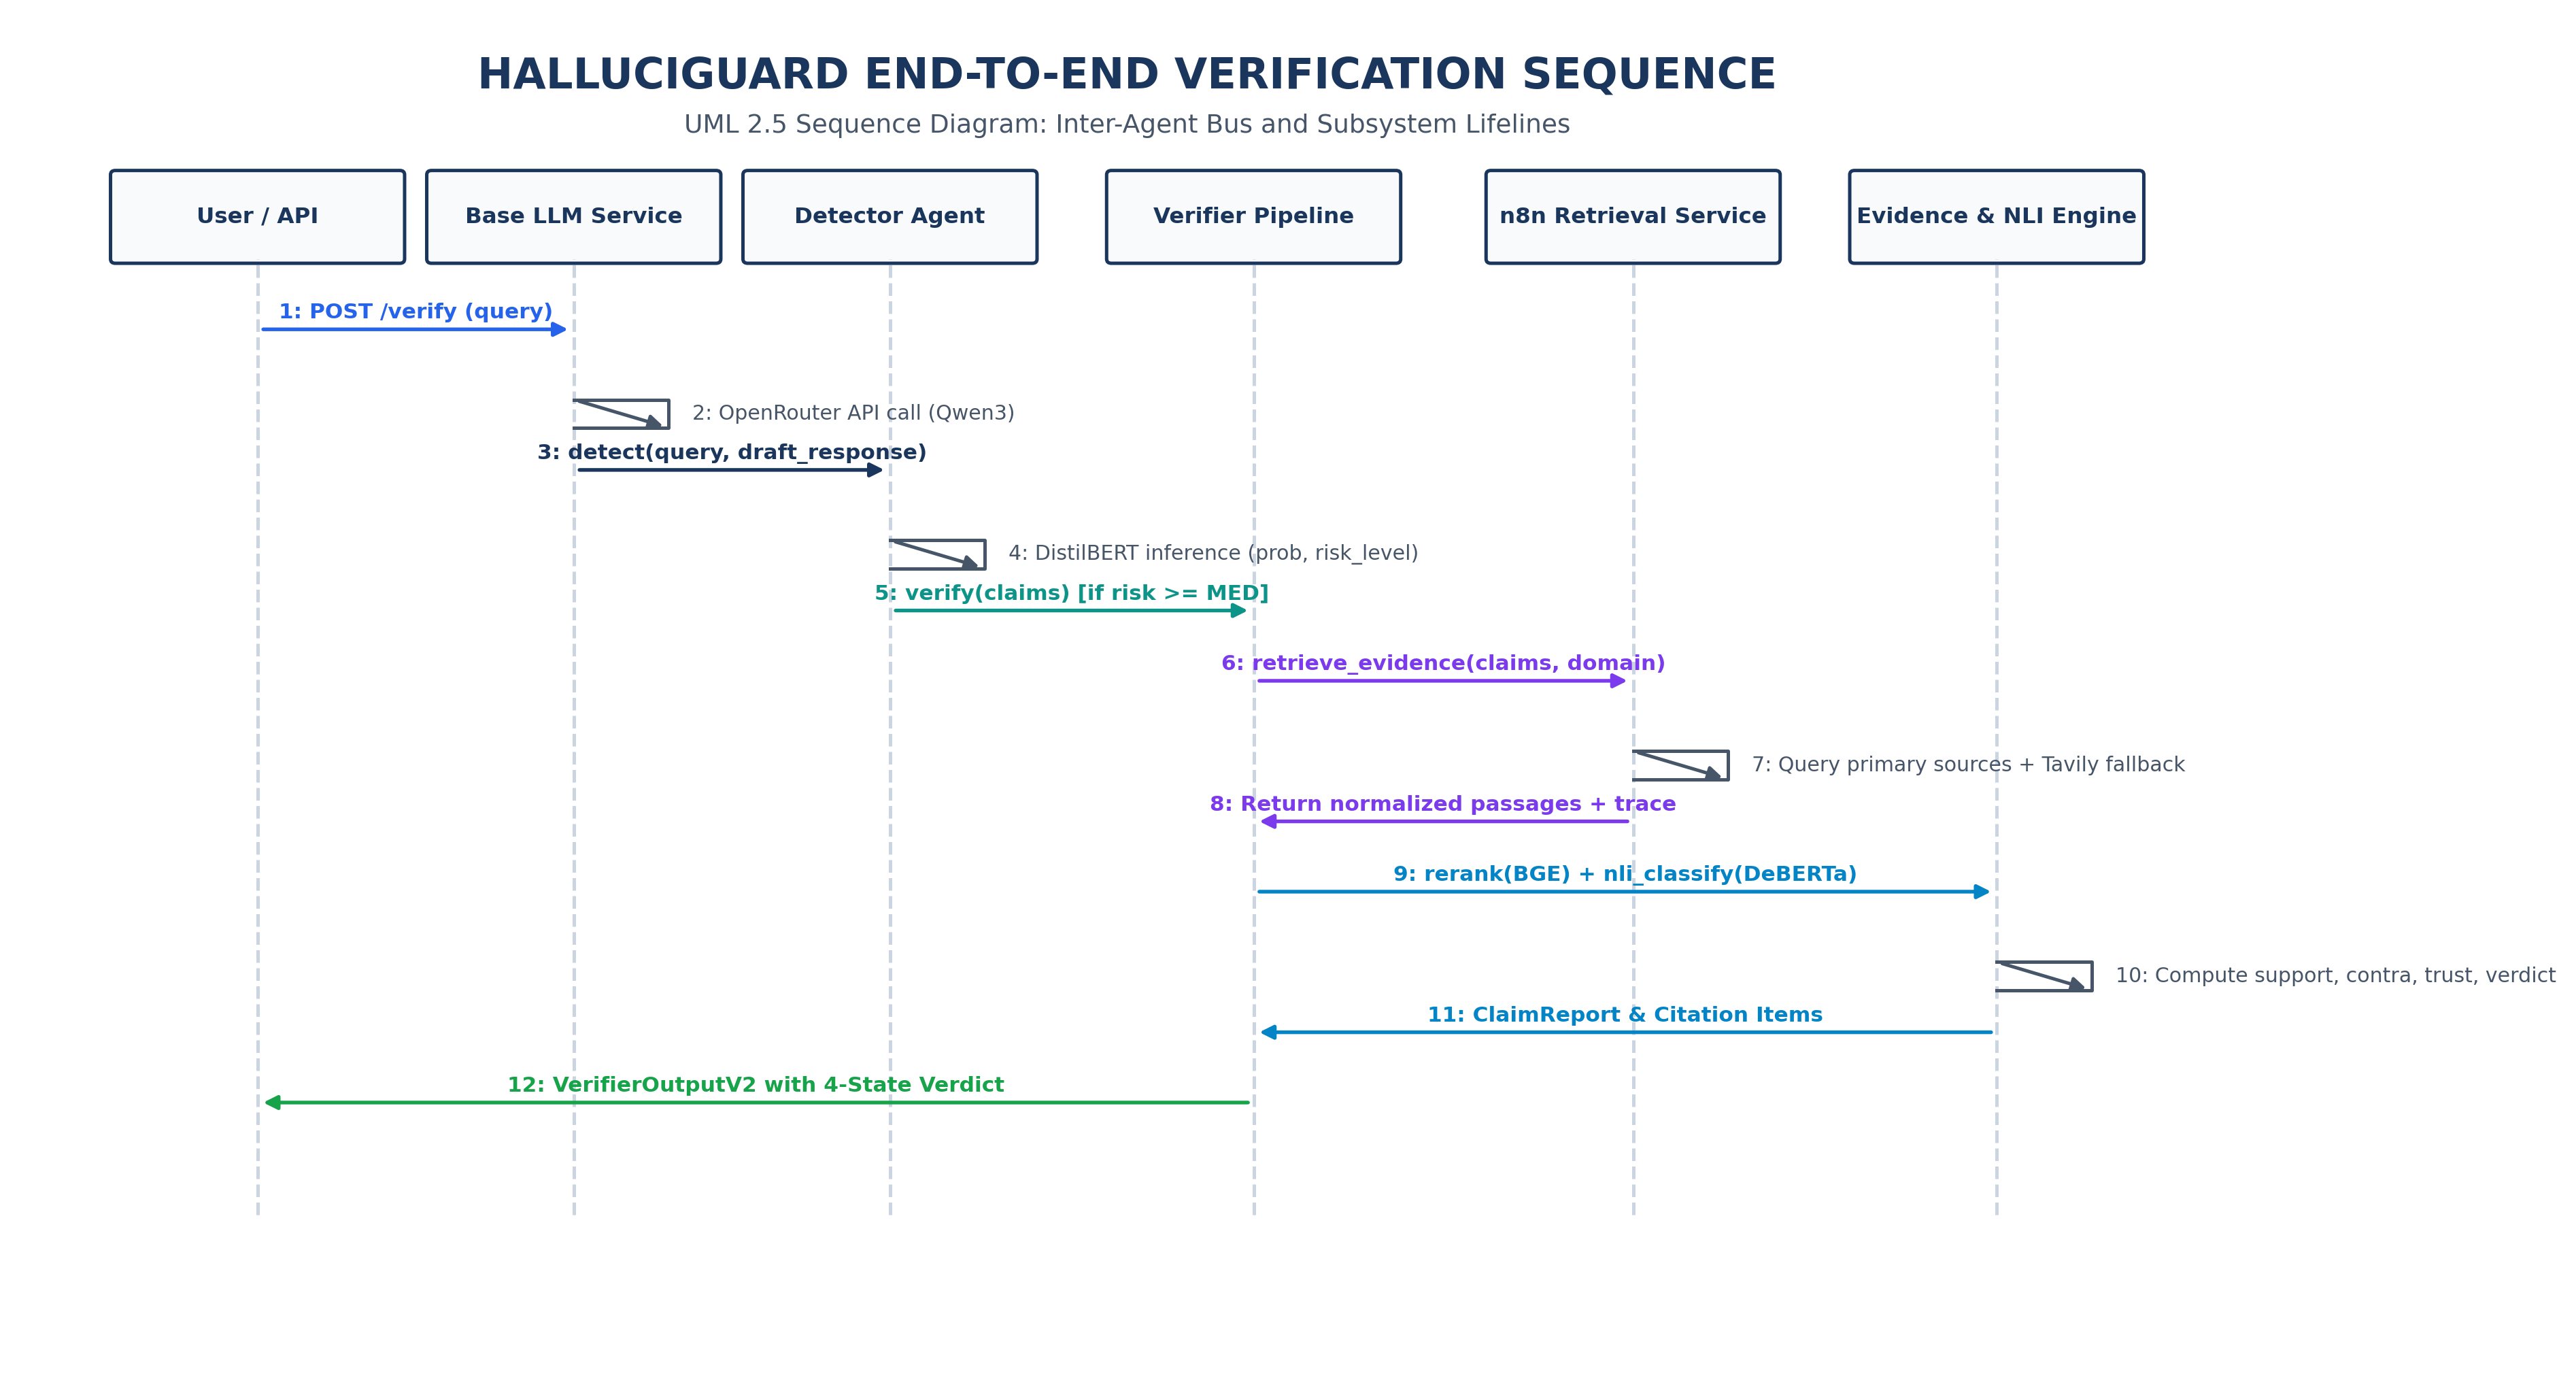 HALLUCIGUARD END-TO-END VERIFICATION SEQUENCE
UML 2.5 Sequence Diagram: Inter-Agent Bus and Subsystem Lifelines
User / API
Base LLM Service
Detector Agent
Verifier Pipeline
n8n Retrieval Service
Evidence & NLI Engine
1: POST /verify (query)
2: OpenRouter API call (Qwen3)
3: detect(query, draft_response)
4: DistilBERT inference (prob, risk_level)
5: verify(claims) [if risk >= MED]
6: retrieve_evidence(claims, domain)
7: Query primary sources + Tavily fallback
8: Return normalized passages + trace
9: rerank(BGE) + nli_classify(DeBERTa)
10: Compute support, contra, trust, verdict
11: ClaimReport & Citation Items
12: VerifierOutputV2 with 4-State Verdict